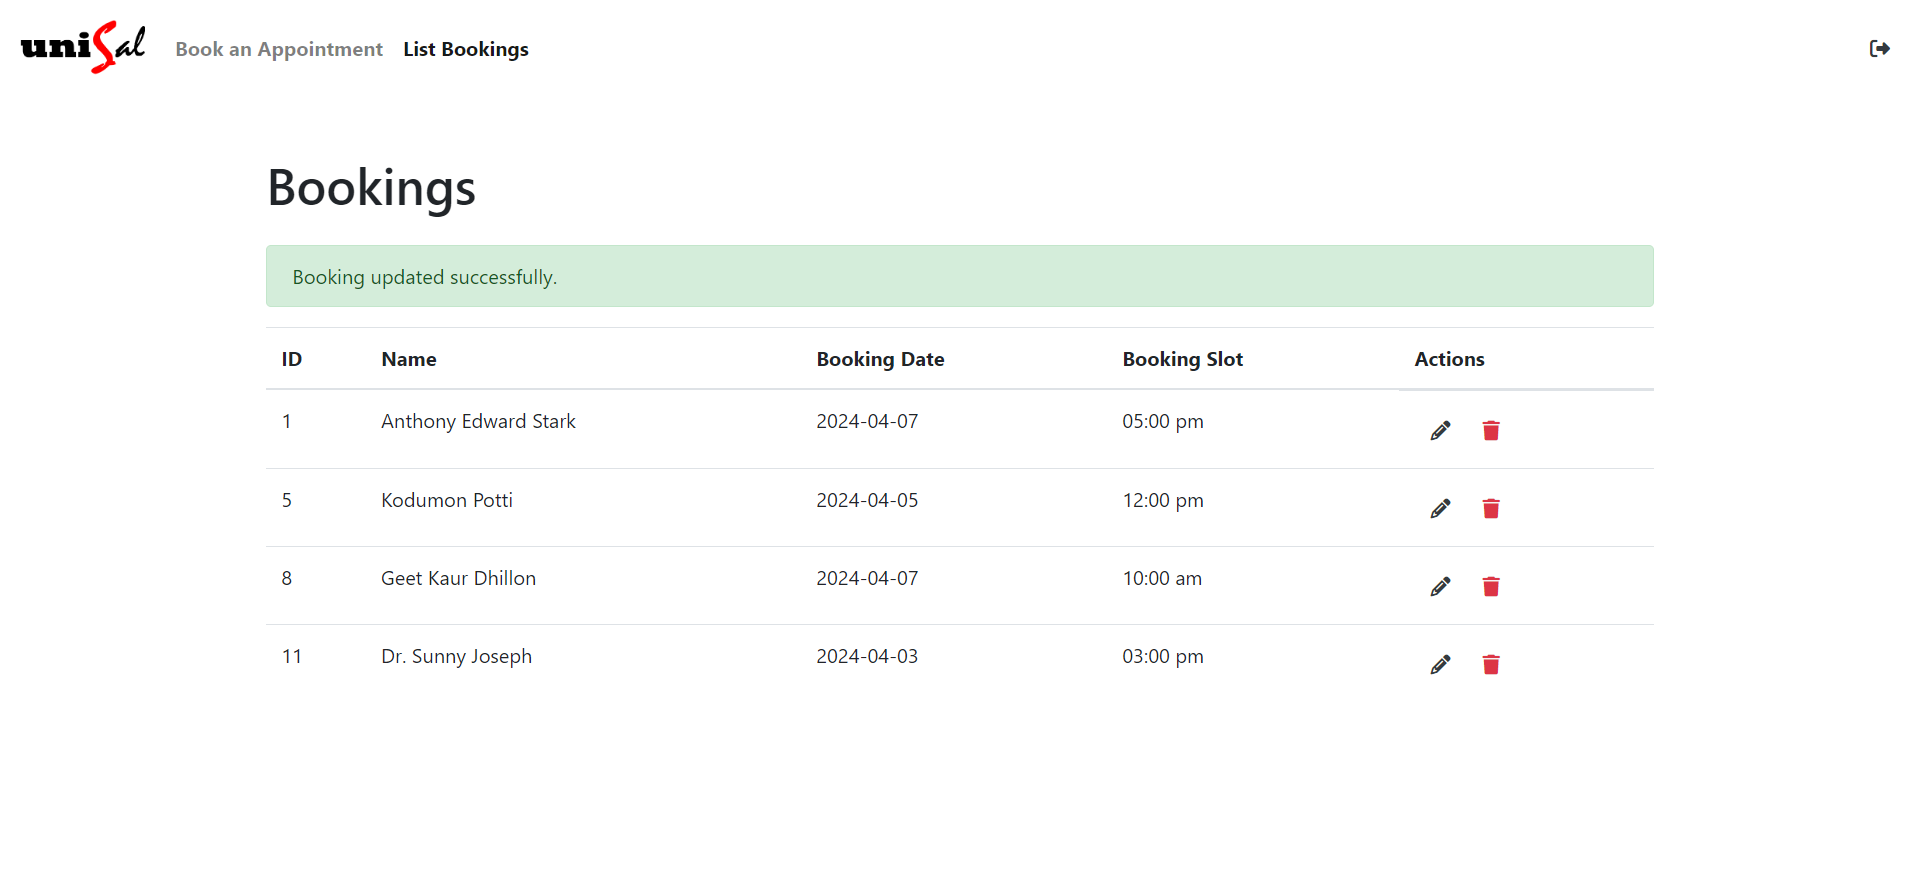 uniSal Book an Appointment List Bookings
Bookings
Booking updated successfully.
ID Name Booking Date Booking Slot Actions
1 Anthony Edward Stark 2024-04-07 05:00 pm
5 Kodumon Potti 2024-04-05 12:00 pm
8 Geet Kaur Dhillon 2024-04-07 10:00 am
11 Dr. Sunny Joseph 2024-04-03 03:00 pm